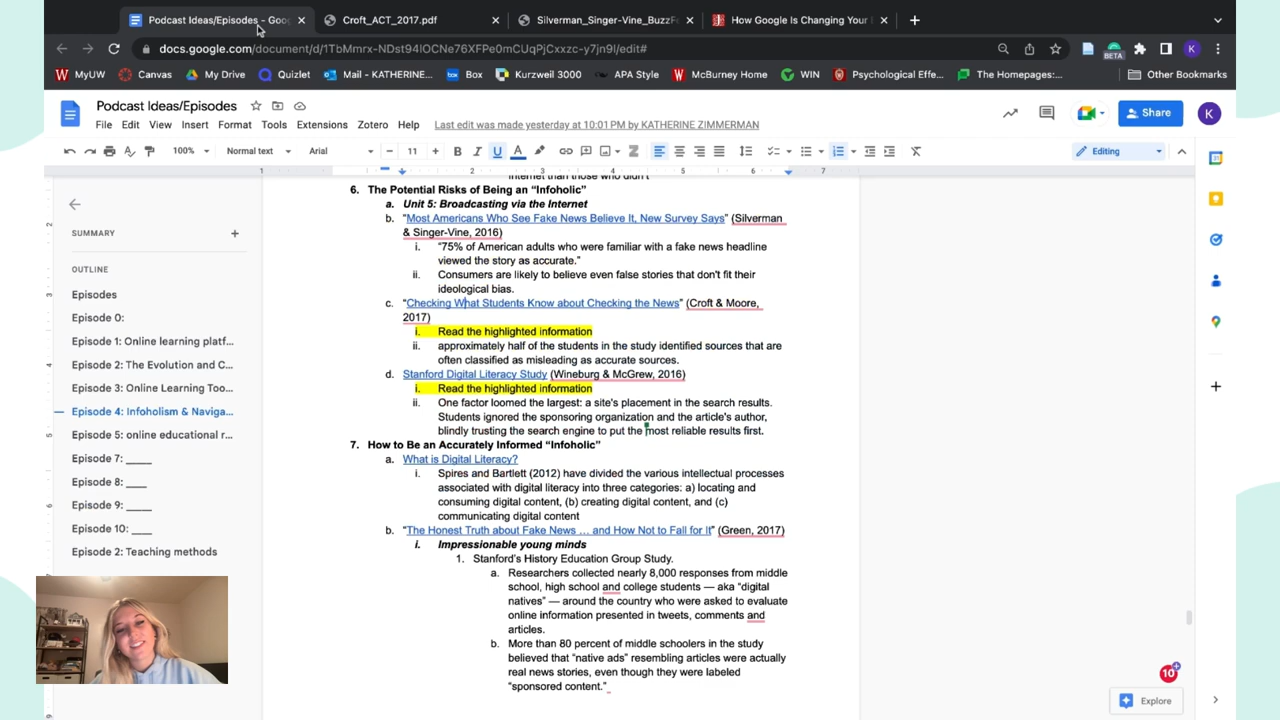 Podcast Ideas/Episodes - Goo
Croft_ACT_2017.pdf
Silverman_Singer-Vine_BuzzFe
How Google Is Changing Your
docs.google.com/document/d/1TbMmrx-NDst94IOCNe76XFPe0mCUqPjCxxzc-y7jn9I/edit#
BETA
K
MyUW
Canvas
My Drive
Quizlet
Mail - KATHERINE...
Box
Kurzweil 3000
APA Style
McBurney Home
WIN
Psychological Effe...
The Homepages:...
Other Bookmarks
Podcast Ideas/Episodes
Share
K
File Edit View Insert Format Tools Extensions Zotero Help Last edit was made yesterday at 10:01 PM by KATHERINE ZIMMERMAN
100% Normal text Arial 11 B I U A Editing
1 1 2 3 4 5 6 7
SUMMARY
OUTLINE
Episodes
Episode 0:
Episode 1: Online learning platf...
Episode 2: The Evolution and C...
Episode 3: Online Learning Too...
Episode 4: Infoholism & Naviga...
Episode 5: online educational r...
Episode 7: ____
Episode 8: ____
Episode 9: ____
Episode 10: ____
Episode 2: Teaching methods
internet than those who didn't
6. The Potential Risks of Being an “Infoholic”
a. Unit 5: Broadcasting via the Internet
b. “Most Americans Who See Fake News Believe It, New Survey Says” (Silverman
& Singer-Vine, 2016)
i. “75% of American adults who were familiar with a fake news headline
viewed the story as accurate.”
ii. Consumers are likely to believe even false stories that don't fit their
ideological bias.
c. “Checking What Students Know about Checking the News” (Croft & Moore,
2017)
i. Read the highlighted information
ii. approximately half of the students in the study identified sources that are
often classified as misleading as accurate sources.
d. Stanford Digital Literacy Study (Wineburg & McGrew, 2016)
i. Read the highlighted information
ii. One factor loomed the largest: a site's placement in the search results.
Students ignored the sponsoring organization and the article's author,
blindly trusting the search engine to put the most reliable results first.
7. How to Be an Accurately Informed “Infoholic”
a. What is Digital Literacy?
i. Spires and Bartlett (2012) have divided the various intellectual processes
associated with digital literacy into three categories: a) locating and
consuming digital content, (b) creating digital content, and (c)
communicating digital content
b. “The Honest Truth about Fake News … and How Not to Fall for It” (Green, 2017)
i. Impressionable young minds
1. Stanford's History Education Group Study.
a. Researchers collected nearly 8,000 responses from middle
school, high school and college students — aka “digital
natives” — around the country who were asked to evaluate
online information presented in tweets, comments and
articles.
b. More than 80 percent of middle schoolers in the study
believed that “native ads” resembling articles were actually
real news stories, even though they were labeled
“sponsored content.”
10
Explore